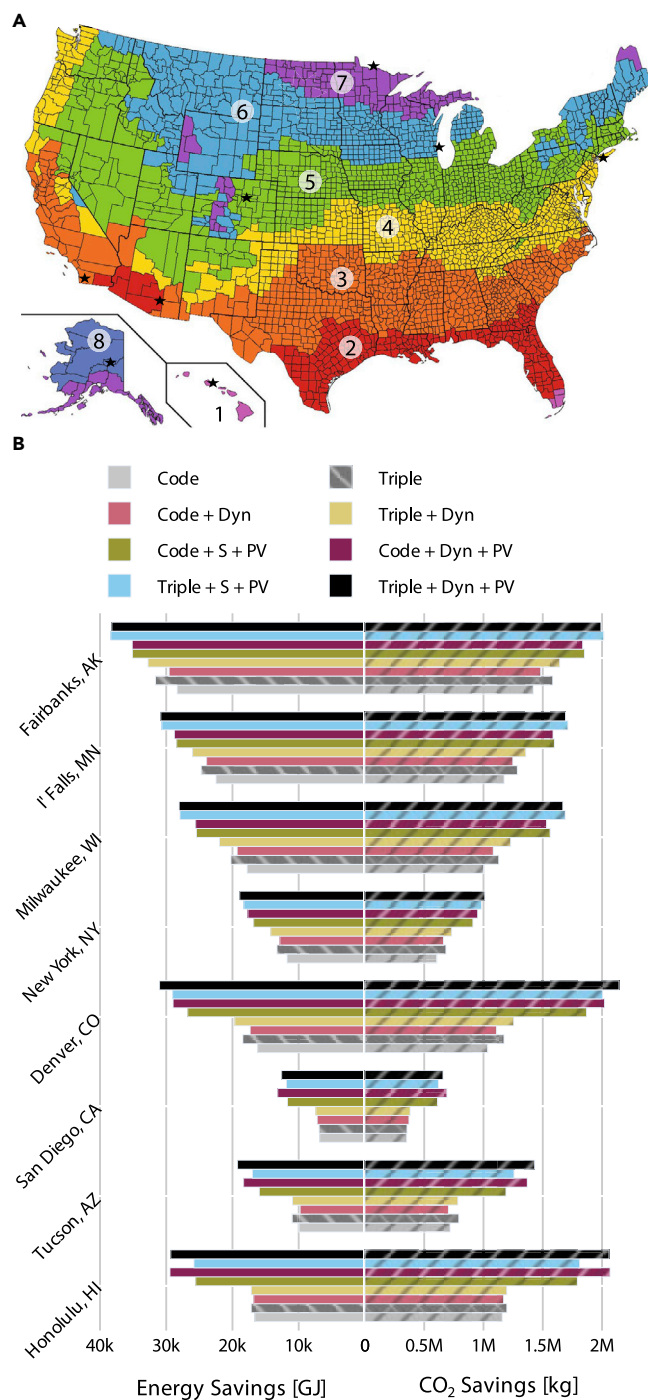 A
7
6
5
4
3
2
8
1
B
Code
Triple
Code + Dyn
Triple + Dyn
Code + S + PV
Code + Dyn + PV
Triple + S + PV
Triple + Dyn + PV
Fairbanks, AK
I' Falls, MN
Milwaukee, WI
New York, NY
Denver, CO
San Diego, CA
Tucson, AZ
Honolulu, HI
40k 30k 20k 10k 0 0.5M 1M 1.5M 2M
Energy Savings [GJ] CO₂ Savings [kg]